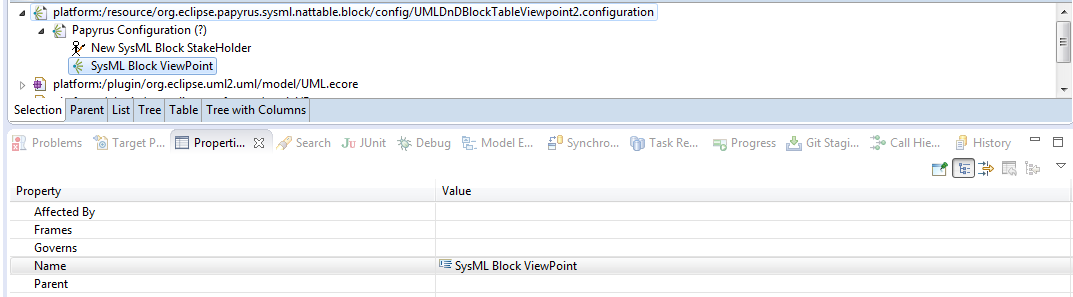 platform:/resource/org.eclipse.papyrus.sysml.nattable.block/config/UMLDnDBlockTableViewpoint2.configuration
Papyrus Configuration (?)
New SysML Block StakeHolder
SysML Block ViewPoint
platform:/plugin/org.eclipse.uml2.uml/model/UML.ecore
Selection Parent List Tree Table Tree with Columns
Problems Target P... Properti... Search JUnit Debug Model E... Synchro... Task Re... Progress Git Stagi... Call Hie... History
Property Value
Affected By
Frames
Governs
Name SysML Block ViewPoint
Parent